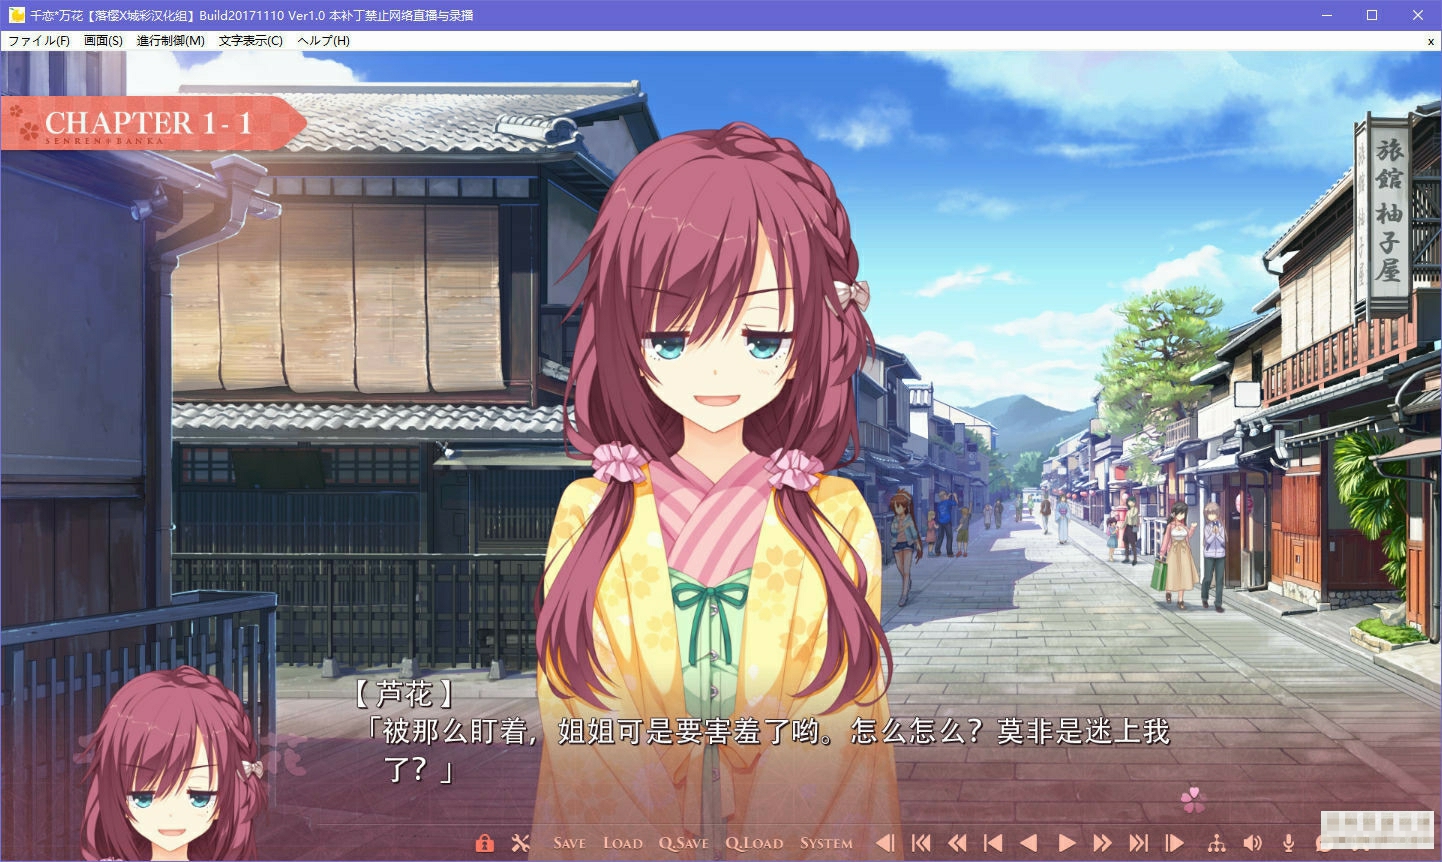 千恋*万花【落樱X城彩汉化组】Build20171110 Ver1.0 本补丁禁止网络直播与录播
ファイル(F) 画面(S) 進行制御(M) 文字表示(C) ヘルプ(H) x
CHAPTER 1-1
SENREN＊BANKA
旅館 柚子屋
【芦花】
「被那么盯着，姐姐可是要害羞了哟。怎么怎么？莫非是迷上我
了？」
SAVE LOAD Q.SAVE Q.LOAD SYSTEM